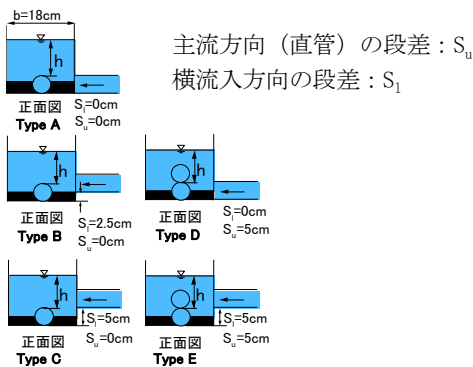 b=18cm
主流方向（直管）の段差：Su
横流入方向の段差：Sl
h
正面図 Sl=0cm
Type A Su=0cm
h
正面図 Sl=2.5cm
Type B Su=0cm
h
正面図 Sl=0cm
Type D Su=5cm
h
Sl=5cm
正面図 Su=0cm
Type C
h
Sl=5cm
正面図 Su=5cm
Type E